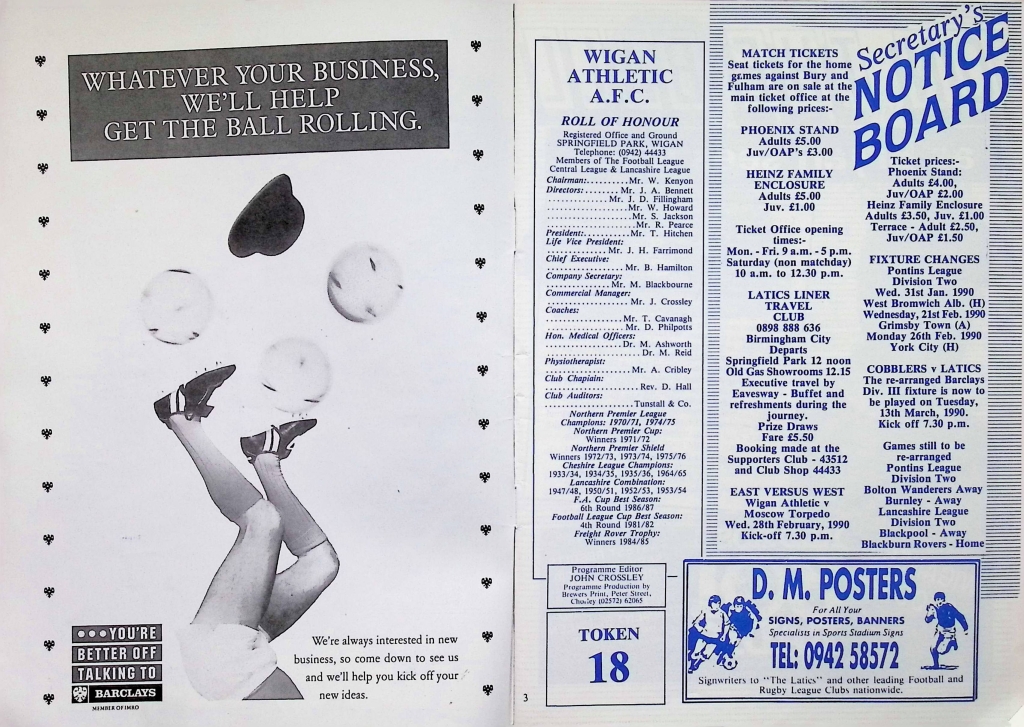 WHATEVER YOUR BUSINESS,
WE'LL HELP
GET THE BALL ROLLING.
We're always interested in new
business, so come down to see us
and we'll help you kick off your
new ideas.
•••YOU'RE
BETTER OFF
TALKING TO
BARCLAYS
MEMBER OF IMRO
WIGAN
ATHLETIC
A.F.C.
ROLL OF HONOUR
Registered Office and Ground
SPRINGFIELD PARK, WIGAN
Telephone: (0942) 44433
Members of The Football League
Central League & Lancashire League
Chairman:..........Mr. W. Kenyon
Directors:........ Mr. J. A. Bennett
...............Mr. J. D. Fillingham
....................Mr. W. Howard
.....................Mr. S. Jackson
......................Mr. R. Pearce
President:.......Mr. T. Hitchen
Life Vice President:
...............Mr. J. H. Farrimond
Chief Executive:
...................Mr. B. Hamilton
Company Secretary:
................Mr. M. Blackbourne
Commercial Manager:
.....................Mr. J. Crossley
Coaches:
...................Mr. T. Cavanagh
...................Mr. D. Philpotts
Hon. Medical Officers:
...................Dr. M. Ashworth
........................Dr. M. Reid
Physiotherapist:
.....................Mr. A. Cribley
Club Chaplain:
.......................Rev. D. Hall
Club Auditors:
......................Tunstall & Co.
Northern Premier League
Champions: 1970/71, 1974/75
Northern Premier Cup:
Winners 1971/72
Northern Premier Shield
Winners 1972/73, 1973/74, 1975/76
Cheshire League Champions:
1933/34, 1934/35, 1935/36, 1964/65
Lancashire Combination:
1947/48, 1950/51, 1952/53, 1953/54
F.A. Cup Best Season:
6th Round 1986/87
Football League Cup Best Season:
4th Round 1981/82
Freight Rover Trophy:
Winners 1984/85
Programme Editor
JOHN CROSSLEY
Programme Production by
Brewers Print, Peter Street,
Chorley (02572) 62065
TOKEN
18
3
Secretary's
NOTICE
BOARD
MATCH TICKETS
Seat tickets for the home
games against Bury and
Fulham are on sale at the
main ticket office at the
following prices:-
PHOENIX STAND
Adults £5.00
Juv/OAP's £3.00
HEINZ FAMILY
ENCLOSURE
Adults £5.00
Juv. £1.00
Ticket Office opening
times:-
Mon. - Fri. 9 a.m. - 5 p.m.
Saturday (non matchday)
10 a.m. to 12.30 p.m.
LATICS LINER
TRAVEL
CLUB
0898 888 636
Birmingham City
Departs
Springfield Park 12 noon
Old Gas Showrooms 12.15
Executive travel by
Eavesway - Buffet and
refreshments during the
journey.
Prize Draws
Fare £5.50
Booking made at the
Supporters Club - 43512
and Club Shop 44433
EAST VERSUS WEST
Wigan Athletic v
Moscow Torpedo
Wed. 28th February, 1990
Kick-off 7.30 p.m.
Ticket prices:-
Phoenix Stand:
Adults £4.00,
Juv/OAP £2.00
Heinz Family Enclosure
Adults £3.50, Juv. £1.00
Terrace - Adult £2.50,
Juv/OAP £1.50
FIXTURE CHANGES
Pontins League
Division Two
Wed. 31st Jan. 1990
West Bromwich Alb. (H)
Wednesday, 21st Feb. 1990
Grimsby Town (A)
Monday 26th Feb. 1990
York City (H)
COBBLERS v LATICS
The re-arranged Barclays
Div. III fixture is now to
be played on Tuesday,
13th March, 1990.
Kick off 7.30 p.m.
Games still to be
re-arranged
Pontins League
Division Two
Bolton Wanderers Away
Burnley - Away
Lancashire League
Division Two
Blackpool - Away
Blackburn Rovers - Home
D. M. POSTERS
For All Your
SIGNS, POSTERS, BANNERS
Specialists in Sports Stadium Signs
TEL: 0942 58572
Signwriters to "The Latics" and other leading Football and
Rugby League Clubs nationwide.